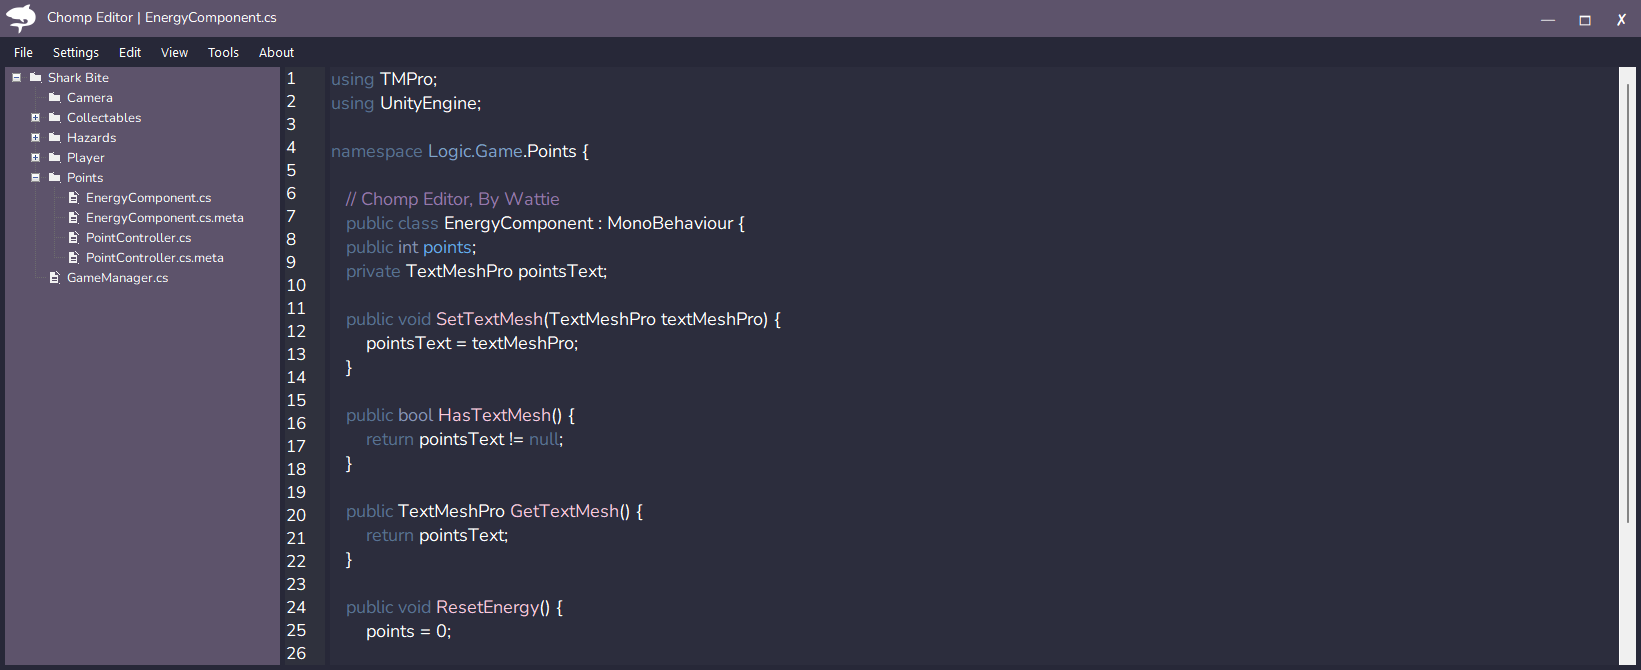 Chomp Editor | EnergyComponent.cs
File Settings Edit View Tools About
Shark Bite
Camera
Collectables
Hazards
Player
Points
EnergyComponent.cs
EnergyComponent.cs.meta
PointController.cs
PointController.cs.meta
GameManager.cs
1
2
3
4
5
6
7
8
9
10
11
12
13
14
15
16
17
18
19
20
21
22
23
24
25
26
using TMPro;
using UnityEngine;
namespace Logic.Game.Points {
// Chomp Editor, By Wattie
public class EnergyComponent : MonoBehaviour {
public int points;
private TextMeshPro pointsText;
public void SetTextMesh(TextMeshPro textMeshPro) {
pointsText = textMeshPro;
}
public bool HasTextMesh() {
return pointsText != null;
}
public TextMeshPro GetTextMesh() {
return pointsText;
}
public void ResetEnergy() {
points = 0;